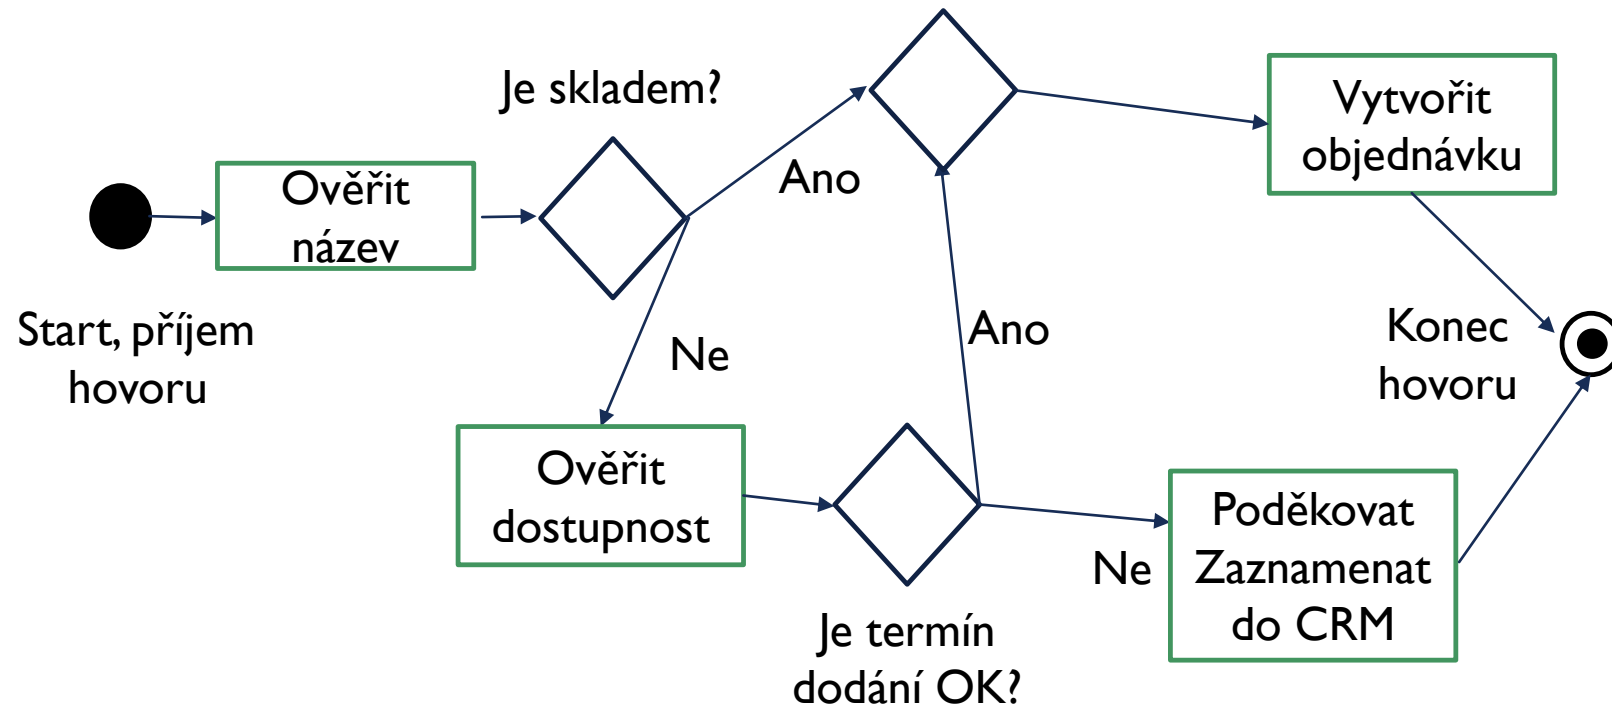 Je skladem?
Ověřit
název
Ano
Vytvořit
objednávku
Start, příjem
hovoru
Ne
Ano
Konec
hovoru
Ověřit
dostupnost
Ne
Poděkovat
Zaznamenat
do CRM
Je termín
dodání OK?